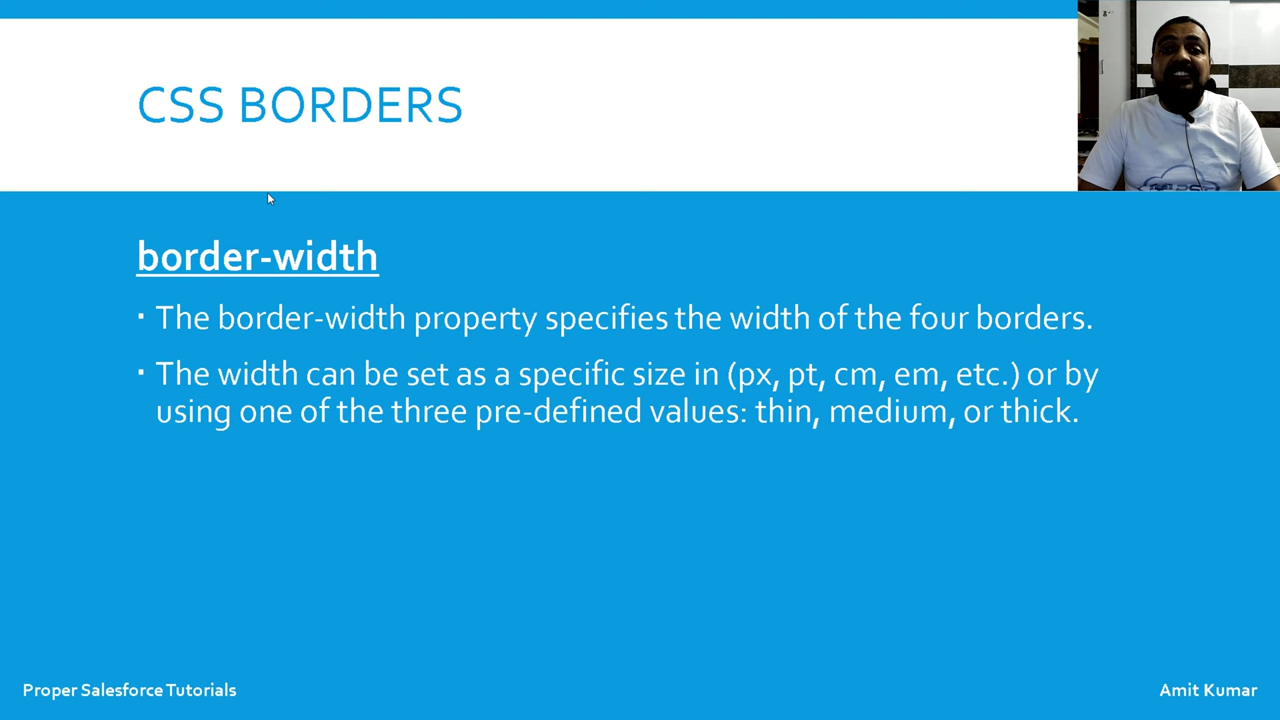 CSS BORDERS
border-width
▪ The border-width property specifies the width of the four borders.
▪ The width can be set as a specific size in (px, pt, cm, em, etc.) or by
using one of the three pre-defined values: thin, medium, or thick.
Proper Salesforce Tutorials
Amit Kumar